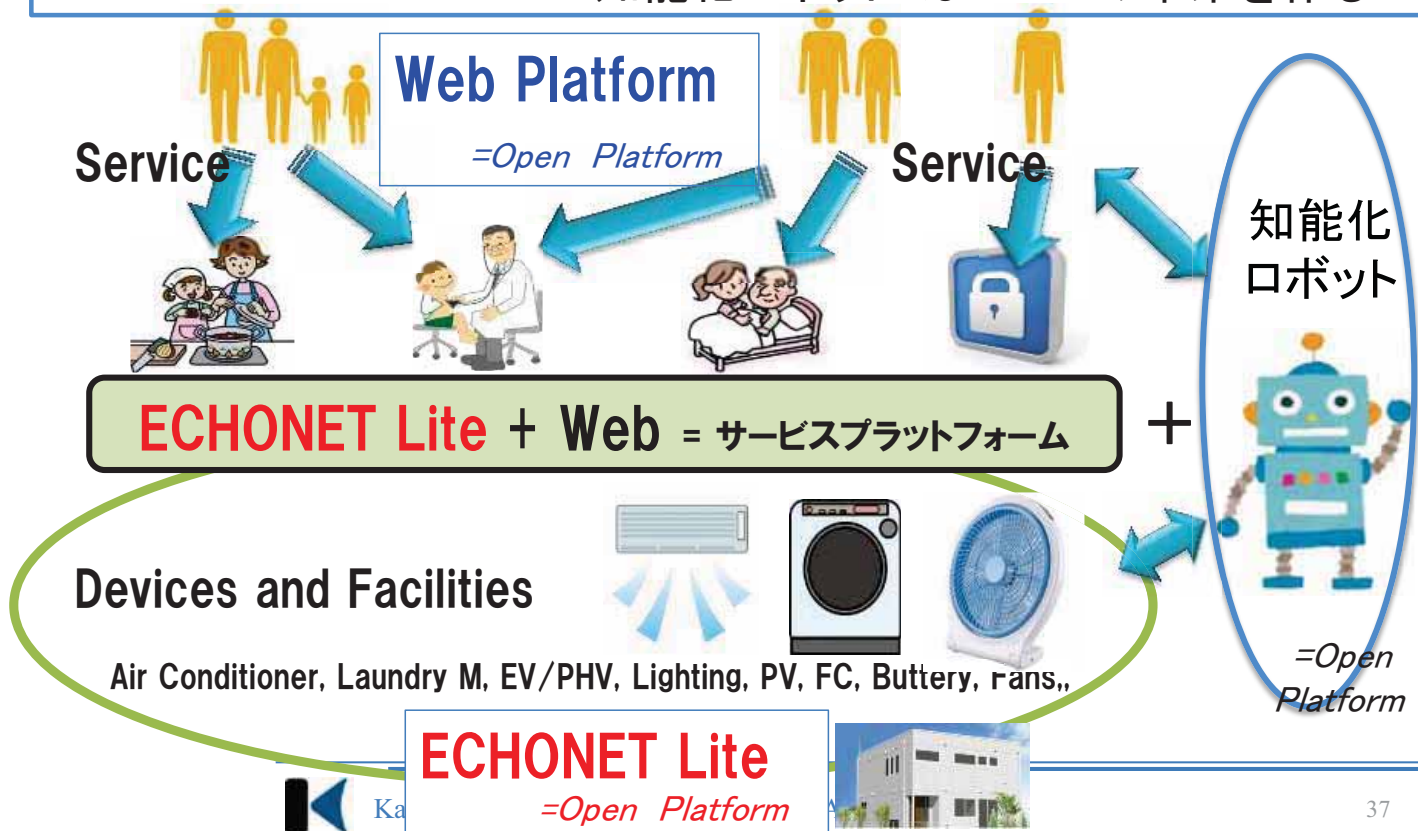 Web Platform
=Open Platform
Service
Service
知能化
ロボット
ECHONET Lite + Web = サービスプラットフォーム
+
Devices and Facilities
Air Conditioner, Laundry M, EV/PHV, Lighting, PV, FC, Buttery, Fans,,
=Open
Platform
ECHONET Lite
=Open Platform
Ka
37